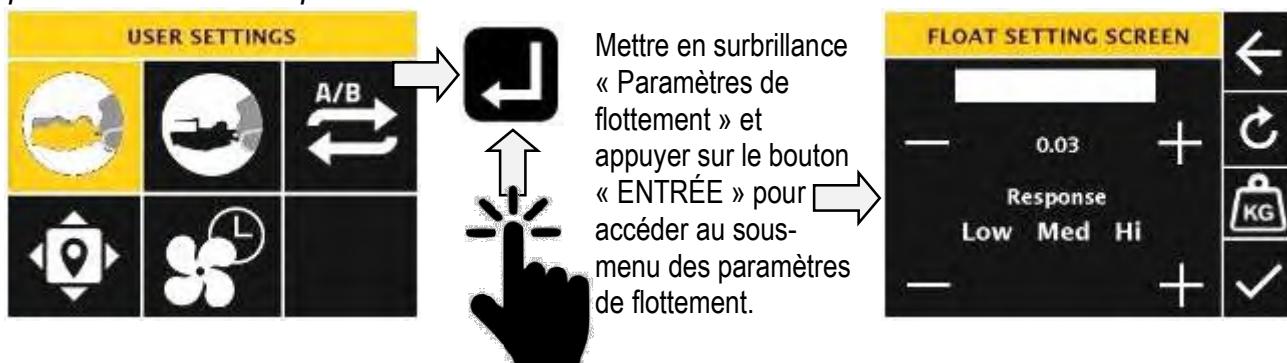 USER SETTINGS
A/B
Mettre en surbrillance
« Paramètres de
flottement » et
appuyer sur le bouton
« ENTRÉE » pour
accéder au sous-
menu des paramètres
de flottement.
FLOAT SETTING SCREEN
— 0.03 +
Response
Low Med Hi
— +
KG